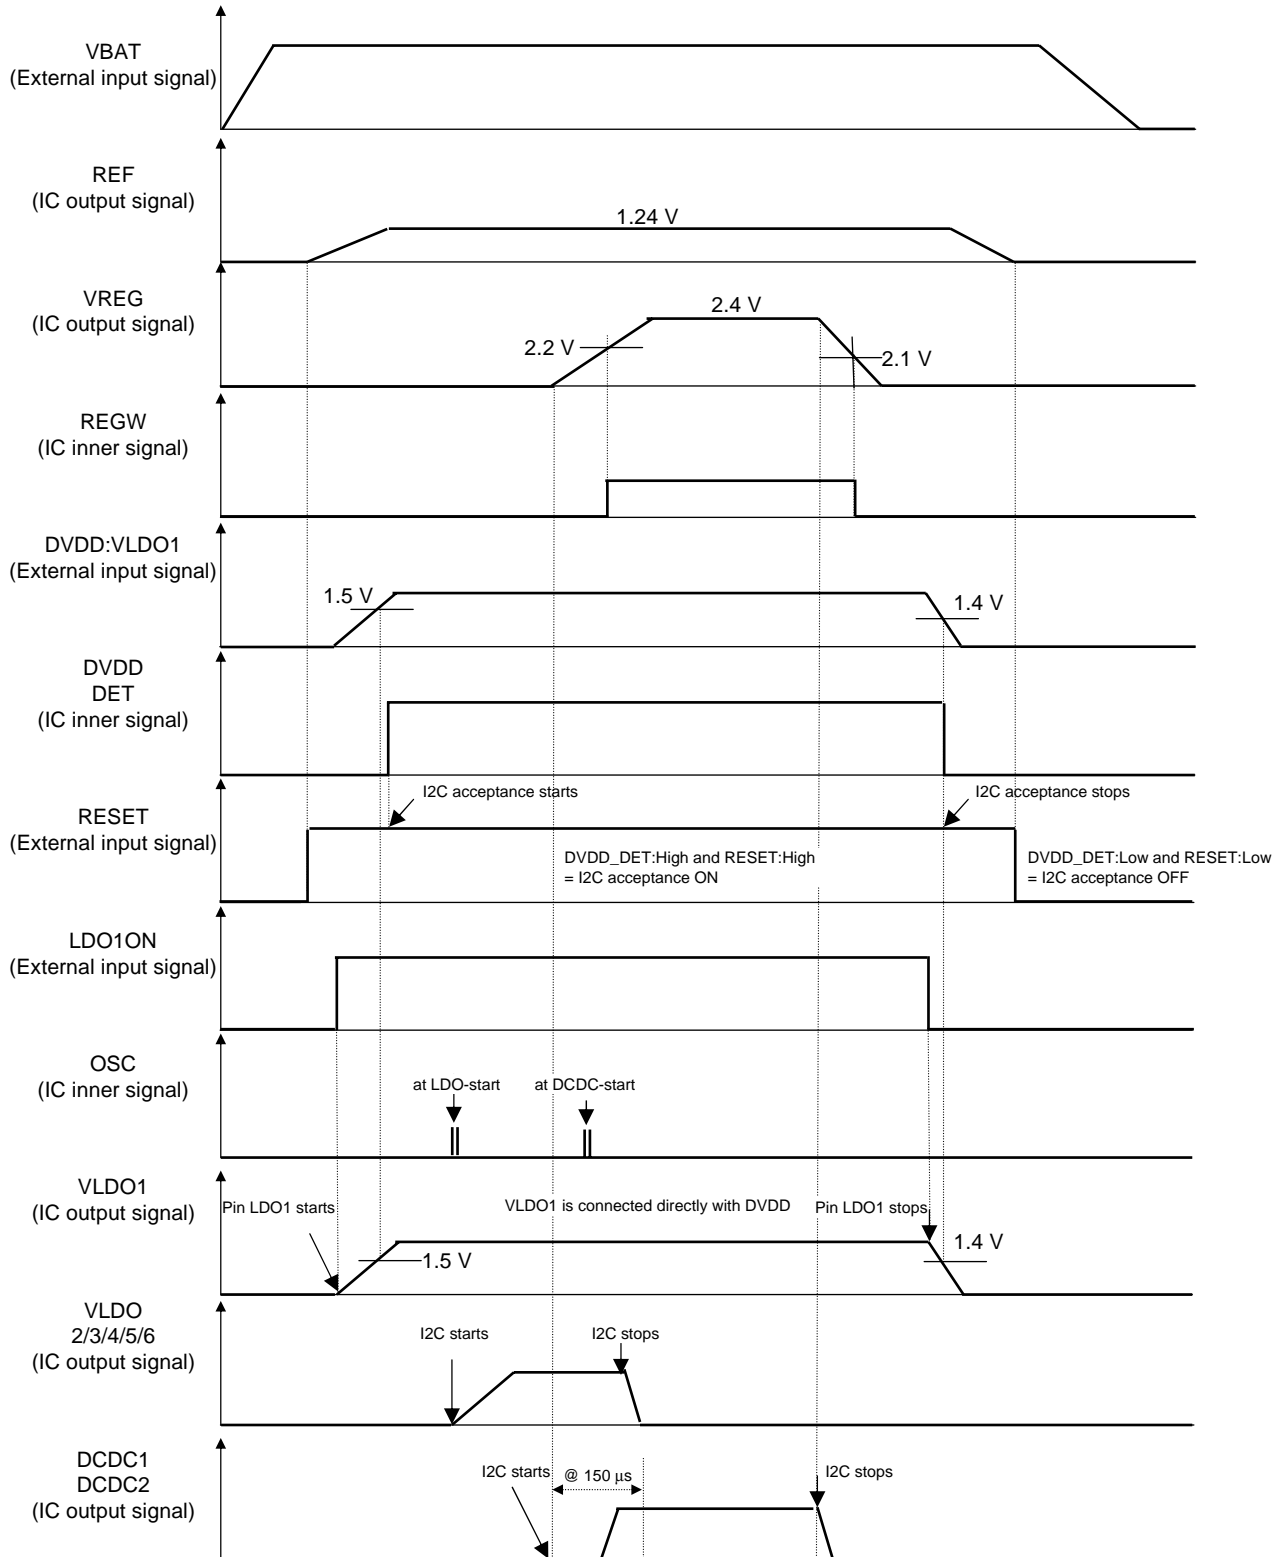 VBAT
(External input signal)
REF
(IC output signal)
1.24 V
VREG
(IC output signal)
2.4 V
2.2 V
2.1 V
REGW
(IC inner signal)
DVDD:VLDO1
(External input signal)
1.5 V
1.4 V
DVDD
DET
(IC inner signal)
I2C acceptance starts
I2C acceptance stops
RESET
(External input signal)
DVDD_DET:High and RESET:High
= I2C acceptance ON
DVDD_DET:Low and RESET:Low
= I2C acceptance OFF
LDO1ON
(External input signal)
OSC
(IC inner signal)
at LDO-start
at DCDC-start
VLDO1
(IC output signal)
Pin LDO1 starts
VLDO1 is connected directly with DVDD
Pin LDO1 stops
1.5 V
1.4 V
VLDO
2/3/4/5/6
(IC output signal)
I2C starts
I2C stops
DCDC1
DCDC2
(IC output signal)
I2C starts
@ 150 μs
I2C stops